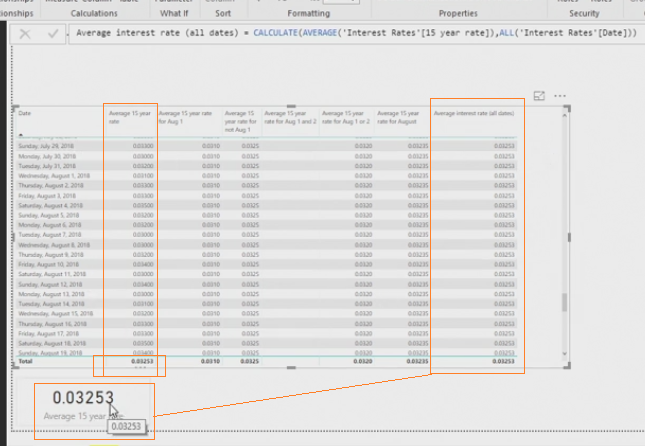 Calculations What If Sort Formatting Properties Security
Average interest rate (all dates) = CALCULATE(AVERAGE('Interest Rates'[15 year rate]),ALL('Interest Rates'[Date]))
Date Average 15 year rate Average 15 year rate for Aug 1 Average 15 year rate for not Aug 1 Average 15 year rate for Aug 1 and 2 Average 15 year rate for Aug 1 or 2 Average 15 year rate for August Average interest rate (all dates)
Sunday, July 29, 2018 0.03300 0.0310 0.0325 0.0320 0.03235 0.03253
Monday, July 30, 2018 0.03000 0.0310 0.0325 0.0320 0.03235 0.03253
Tuesday, July 31, 2018 0.03200 0.0310 0.0325 0.0320 0.03235 0.03253
Wednesday, August 1, 2018 0.03100 0.0310 0.0325 0.0320 0.03235 0.03253
Thursday, August 2, 2018 0.03300 0.0310 0.0325 0.0320 0.03235 0.03253
Friday, August 3, 2018 0.03300 0.0310 0.0325 0.0320 0.03235 0.03253
Saturday, August 4, 2018 0.03500 0.0310 0.0325 0.0320 0.03235 0.03253
Sunday, August 5, 2018 0.03200 0.0310 0.0325 0.0320 0.03235 0.03253
Monday, August 6, 2018 0.03200 0.0310 0.0325 0.0320 0.03235 0.03253
Tuesday, August 7, 2018 0.03000 0.0310 0.0325 0.0320 0.03235 0.03253
Wednesday, August 8, 2018 0.03000 0.0310 0.0325 0.0320 0.03235 0.03253
Thursday, August 9, 2018 0.03200 0.0310 0.0325 0.0320 0.03235 0.03253
Friday, August 10, 2018 0.03400 0.0310 0.0325 0.0320 0.03235 0.03253
Saturday, August 11, 2018 0.03000 0.0310 0.0325 0.0320 0.03235 0.03253
Sunday, August 12, 2018 0.03400 0.0310 0.0325 0.0320 0.03235 0.03253
Monday, August 13, 2018 0.03000 0.0310 0.0325 0.0320 0.03235 0.03253
Tuesday, August 14, 2018 0.03100 0.0310 0.0325 0.0320 0.03235 0.03253
Wednesday, August 15, 2018 0.03200 0.0310 0.0325 0.0320 0.03235 0.03253
Thursday, August 16, 2018 0.03300 0.0310 0.0325 0.0320 0.03235 0.03253
Friday, August 17, 2018 0.03300 0.0310 0.0325 0.0320 0.03235 0.03253
Saturday, August 18, 2018 0.03500 0.0310 0.0325 0.0320 0.03235 0.03253
Sunday, August 19, 2018 0.03400 0.0310 0.0325 0.0320 0.03235 0.03253
Total 0.03253 0.0310 0.0325 0.0320 0.03235 0.03253
0.03253
Average 15 year
0.03253